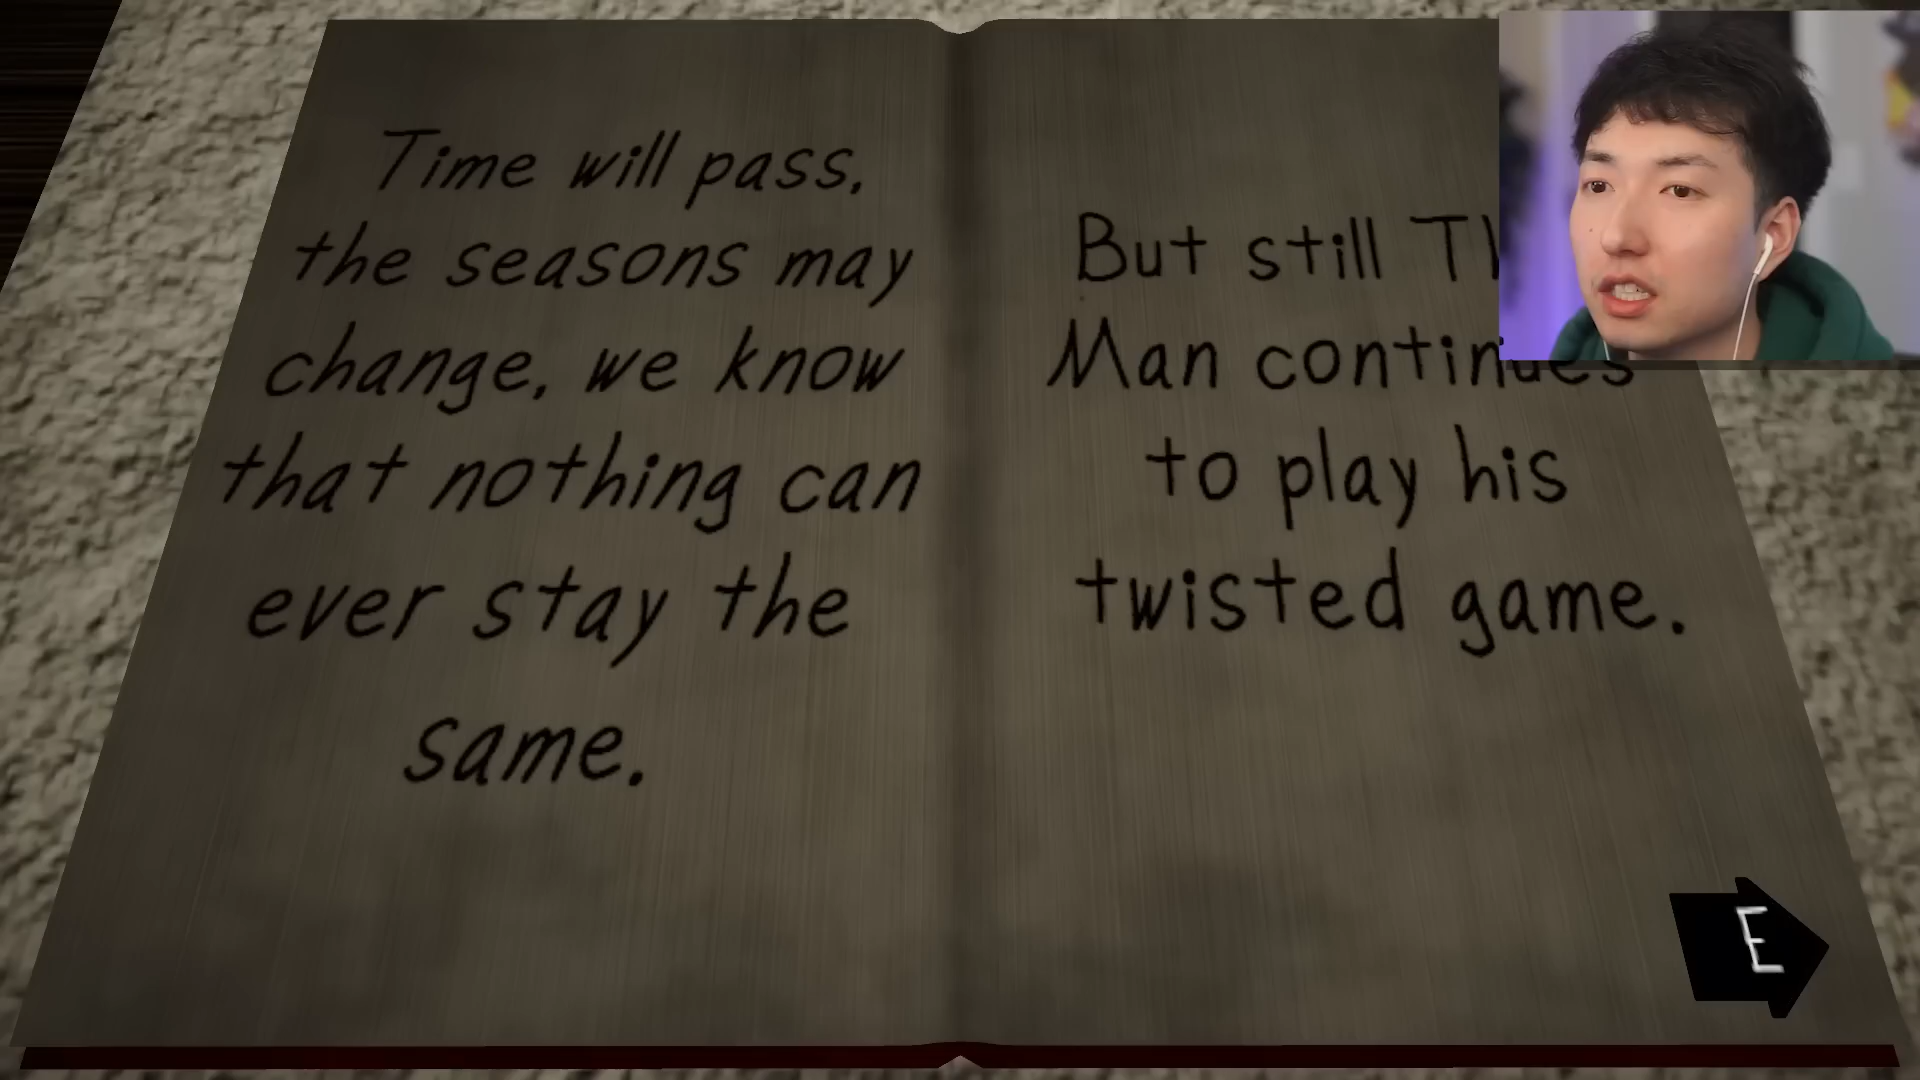 Time will pass,
the seasons may
change, we know
that nothing can
ever stay the
same.
But still
Man continues
to play his
twisted game.
E